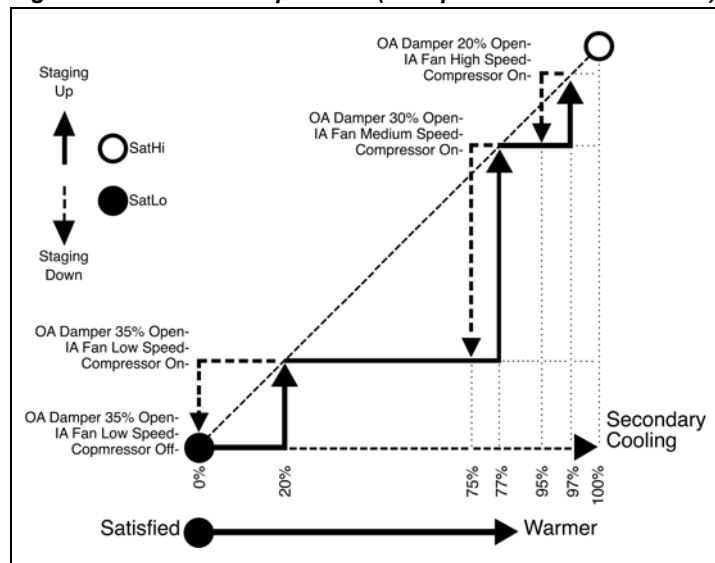 Staging
Up
SatHi
SatLo
Staging
Down
OA Damper 20% Open-
IA Fan High Speed-
Compressor On-
OA Damper 30% Open-
IA Fan Medium Speed-
Compressor On-
OA Damper 35% Open-
IA Fan Low Speed-
Compressor On-
OA Damper 35% Open-
IA Fan Low Speed-
Copmressor Off-
Secondary
Cooling
0%
20%
75%
77%
95%
97%
100%
Satisfied
Warmer